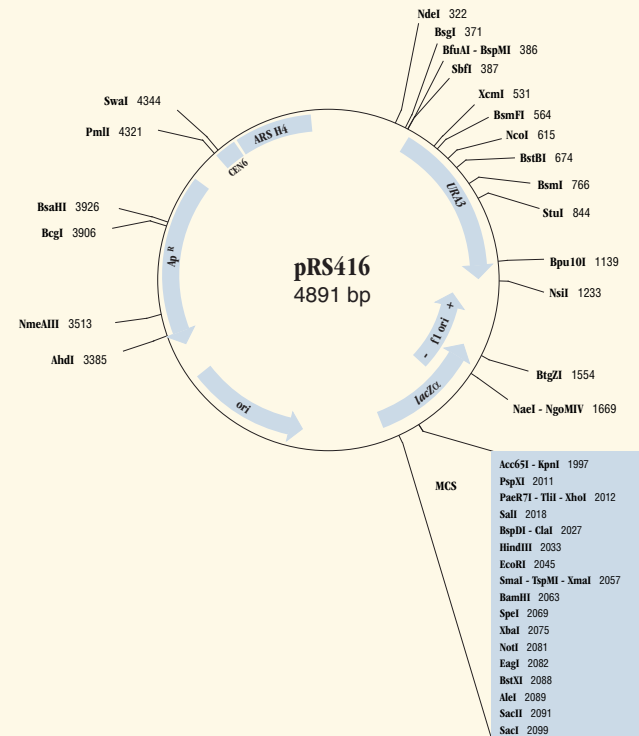 NdeI 322
BsgI 371
BfuAI - BspMI 386
SbfI 387
XcmI 531
BsmFI 564
NcoI 615
BstBI 674
BsmI 766
StuI 844
Bpu10I 1139
NsiI 1233
BtgZI 1554
NaeI - NgoMIV 1669
SwaI 4344
PmlI 4321
BsaHI 3926
BcgI 3906
NmeAIII 3513
AhdI 3385
ARS H4
CEN6
URA3
Ap R
pRS416
4891 bp
- f1 ori +
lacZα
ori
MCS
Acc65I - KpnI 1997
PspXI 2011
PaeR7I - TliI - XhoI 2012
SalI 2018
BspDI - ClaI 2027
HindIII 2033
EcoRI 2045
SmaI - TspMI - XmaI 2057
BamHI 2063
SpeI 2069
XbaI 2075
NotI 2081
EagI 2082
BstXI 2088
AleI 2089
SacII 2091
SacI 2099